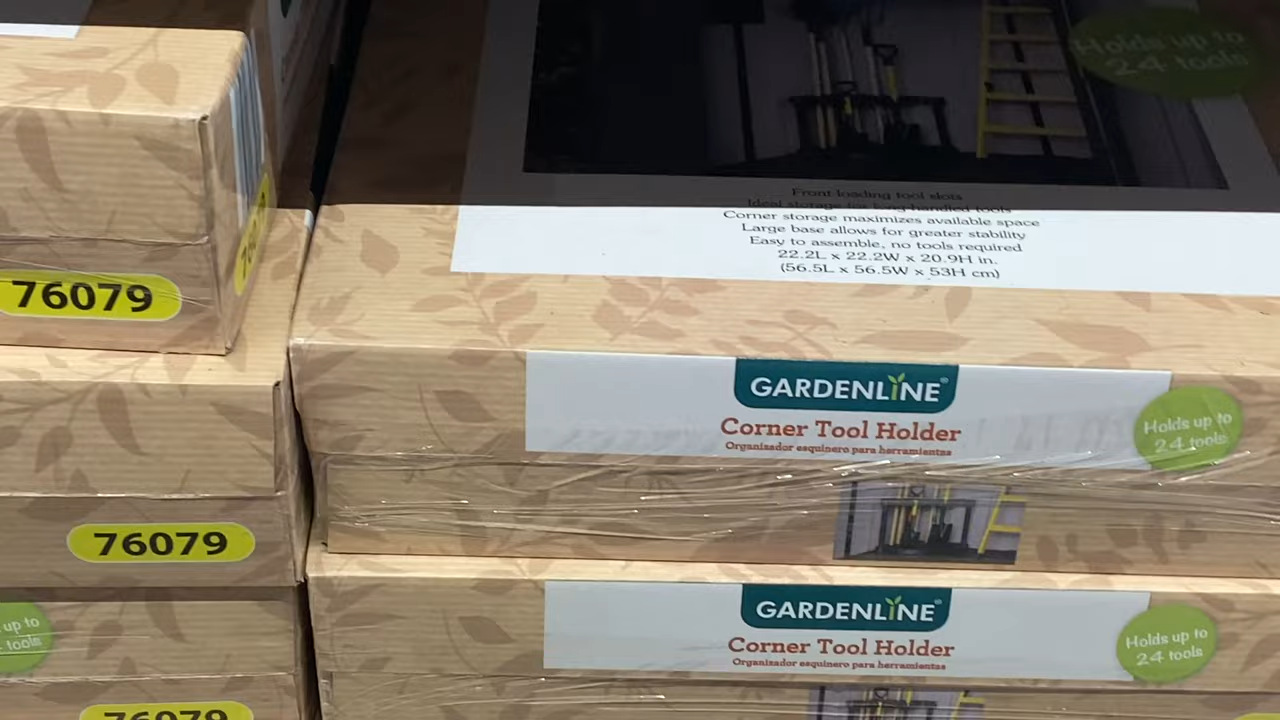 Holds up to
24 tools
Front loading tool slots
Ideal storage for long handled tools
Corner storage maximizes available space
Large base allows for greater stability
Easy to assemble, no tools required
22.2L x 22.2W x 20.9H in.
(56.5L x 56.5W x 53H cm)
76079
GARDENLINE®
Corner Tool Holder
Organizador esquinero para herramientas
Holds up to
24 tools
76079
GARDENLINE®
Corner Tool Holder
Organizador esquinero para herramientas
Holds up to
24 tools
up to
tools
76079